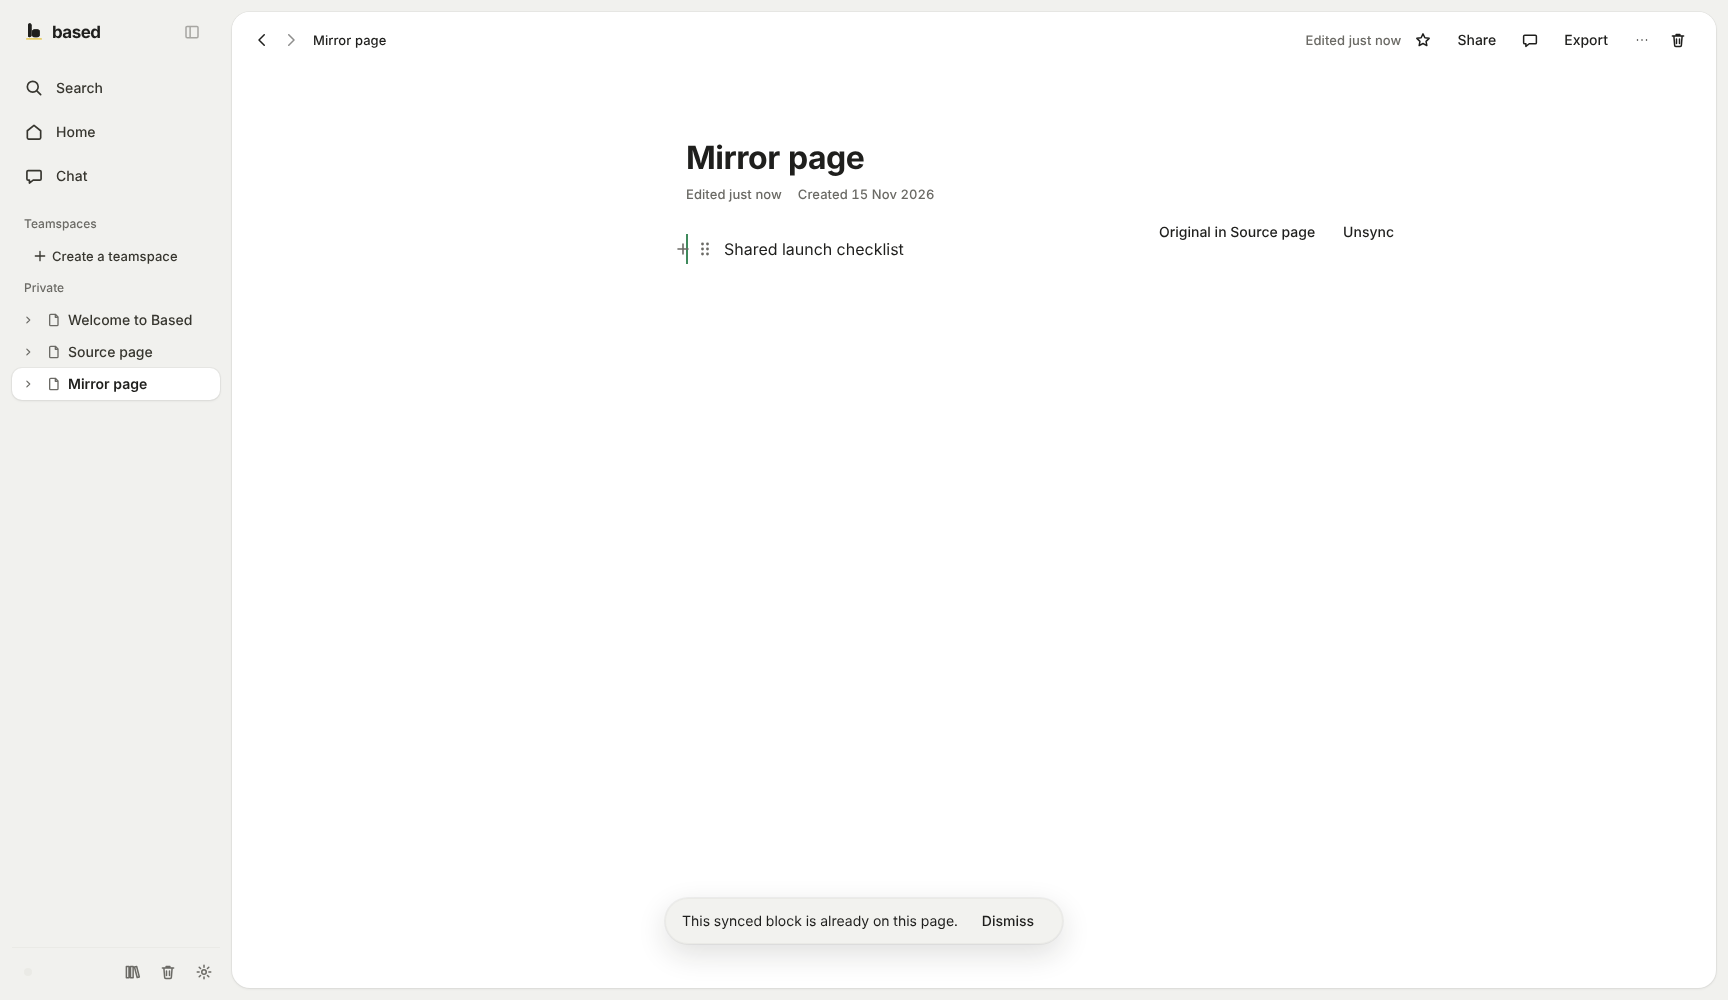 based
Mirror page
Edited just now
Share
Export
Search
Home
Chat
Teamspaces
Create a teamspace
Private
Welcome to Based
Source page
Mirror page
Mirror page
Edited just now Created 15 Nov 2026
Original in Source page Unsync
Shared launch checklist
This synced block is already on this page. Dismiss